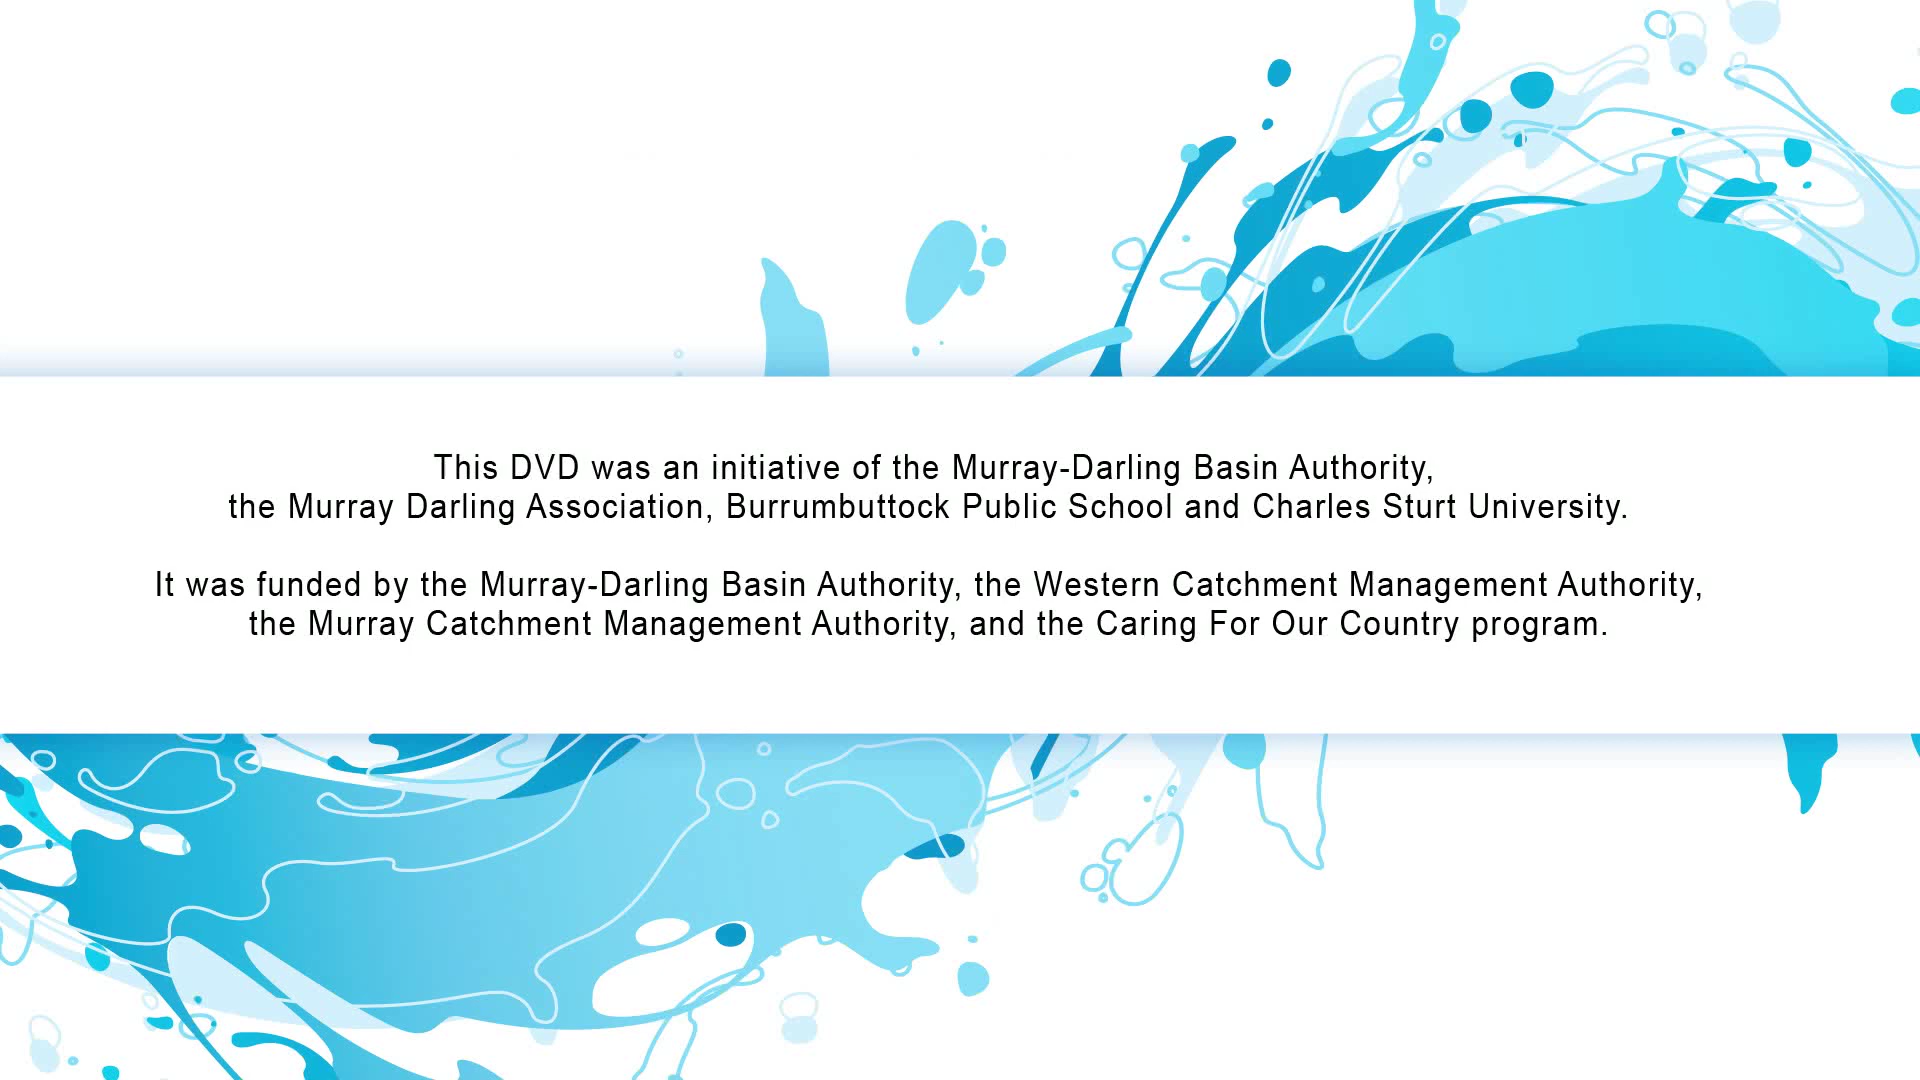 This DVD was an initiative of the Murray-Darling Basin Authority,
the Murray Darling Association, Burrumbuttock Public School and Charles Sturt University.
It was funded by the Murray-Darling Basin Authority, the Western Catchment Management Authority,
the Murray Catchment Management Authority, and the Caring For Our Country program.